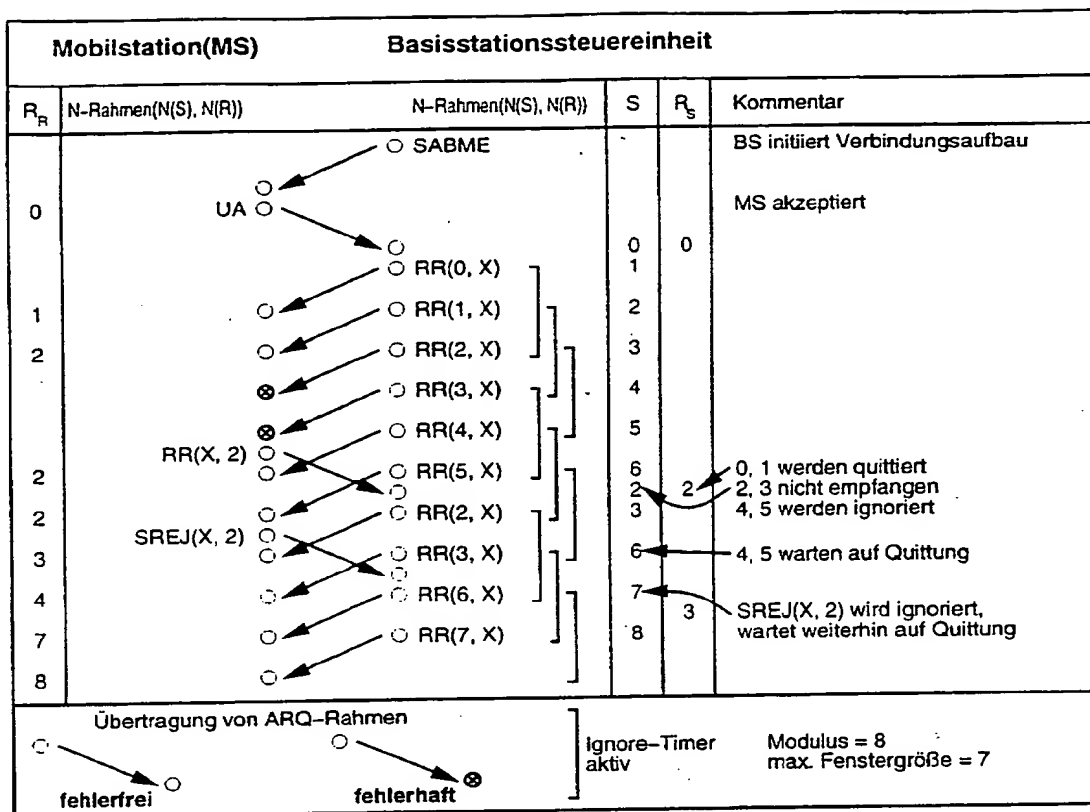 Mobilstation(MS) Basisstationssteuereinheit
R_R N-Rahmen(N(S), N(R)) N-Rahmen(N(S), N(R)) S R_S Kommentar
SABME BS initiiert Verbindungsaufbau
0 UA MS akzeptiert
0 0
RR(0, X) 1
1 RR(1, X) 2
2 RR(2, X) 3
RR(3, X) 4
RR(4, X) 5
RR(X, 2)
2 RR(5, X) 6 0, 1 werden quittiert
2 2 2, 3 nicht empfangen
2 RR(2, X) 3 4, 5 werden ignoriert
SREJ(X, 2)
3 RR(3, X) 6 4, 5 warten auf Quittung
4 RR(6, X) 7
3 SREJ(X, 2) wird ignoriert,
7 RR(7, X) 8 wartet weiterhin auf Quittung
8
Übertragung von ARQ-Rahmen
Ignore-Timer Modulus = 8
aktiv max. Fenstergröße = 7
fehlerfrei fehlerhaft